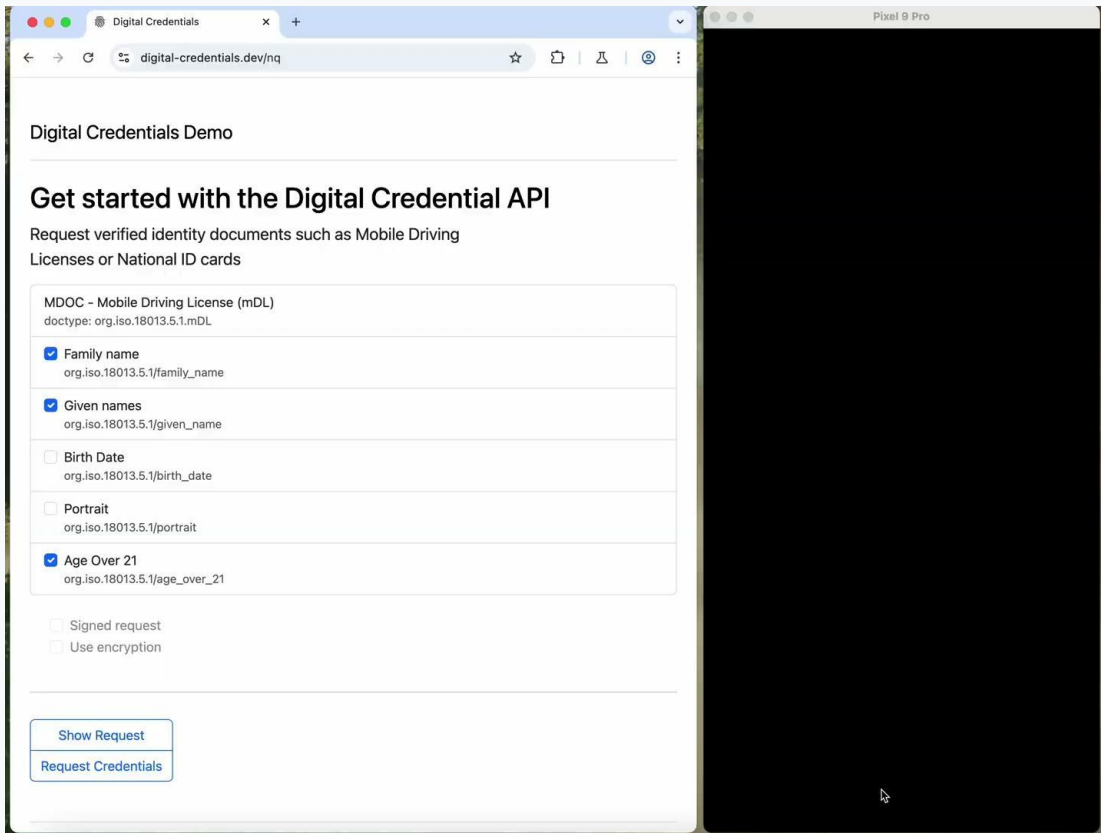 Digital Credentials
Pixel 9 Pro
digital-credentials.dev/nq
Digital Credentials Demo
Get started with the Digital Credential API
Request verified identity documents such as Mobile Driving
Licenses or National ID cards
MDOC - Mobile Driving License (mDL)
doctype: org.iso.18013.5.1.mDL
Family name
org.iso.18013.5.1/family_name
Given names
org.iso.18013.5.1/given_name
Birth Date
org.iso.18013.5.1/birth_date
Portrait
org.iso.18013.5.1/portrait
Age Over 21
org.iso.18013.5.1/age_over_21
Signed request
Use encryption
Show Request
Request Credentials